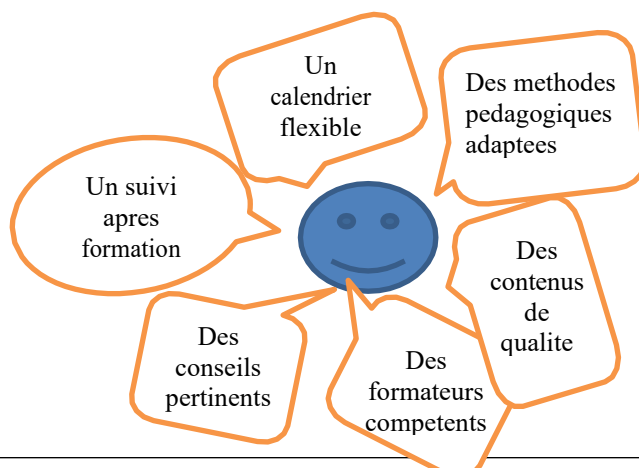 Un
calendrier
flexible
Des methodes
pedagogiques
adaptees
Un suivi
apres
formation
Des
contenus
de
qualite
Des
conseils
pertinents
Des
formateurs
competents